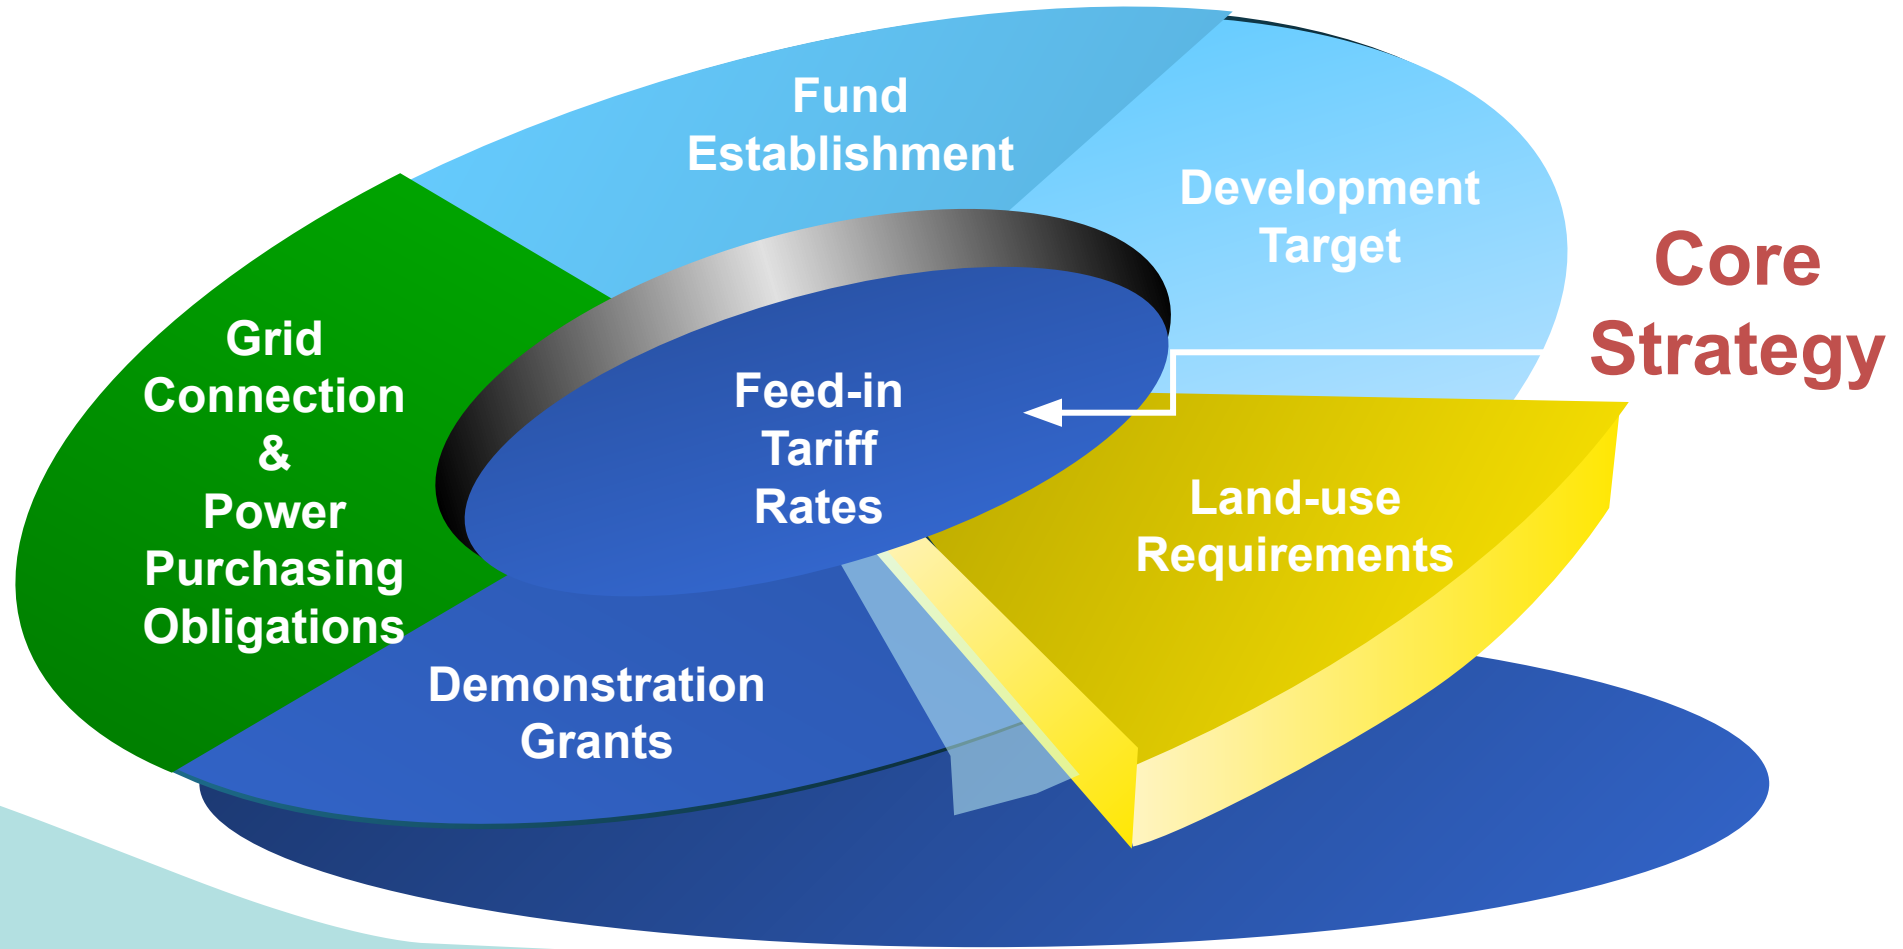 Fund
Establishment
Development
Target
Core
Strategy
Grid
Connection
&
Power
Purchasing
Obligations
Feed-in
Tariff
Rates
Land-use
Requirements
Demonstration
Grants